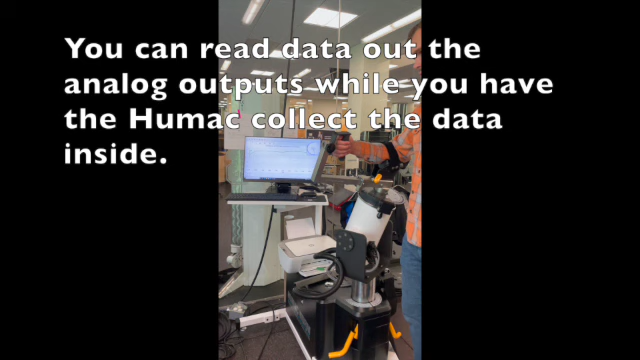 You can read data out the
analog outputs while you have
the Humac collect the data
inside.